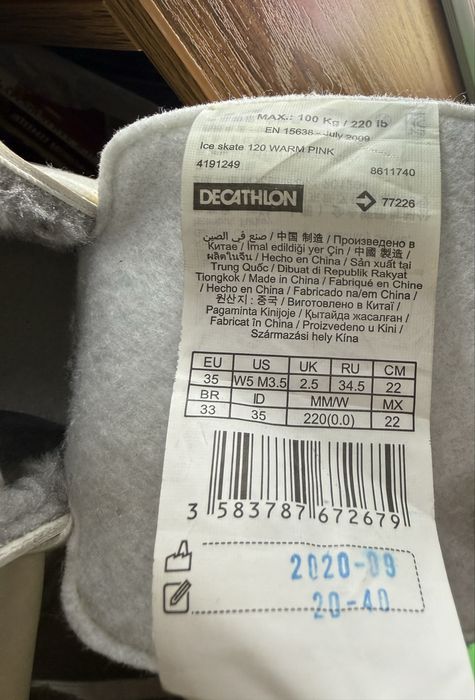 MAX.: 100 Kg / 220 lb
EN 15638 - July 2009
Ice skate 120 WARM PINK
4191249 8611740
DECATHLON 77226
صنع في الصين / 中国 制造 / Произведено в
Китае / İmal edildiği yer Çin / 中國 製造 /
ผลิตในจีน / Hecho en China / Sản xuất tại
Trung Quốc / Dibuat di Republik Rakyat
Tiongkok / Made in China / Fabriqué en Chine
/ Hecho en China / Fabricado na/em China /
원산지 : 중국 / Виготовлено в Китаї /
Pagaminta Kinijoje / Қытайда жасалған /
Fabricat în China / Proizvedeno u Kini /
Származási hely Kína
EU US UK RU CM
35 W5 M3.5 2.5 34.5 22
BR ID MM/W MX
33 35 220(0.0) 22
3 583787 672679
2020-09
20-40